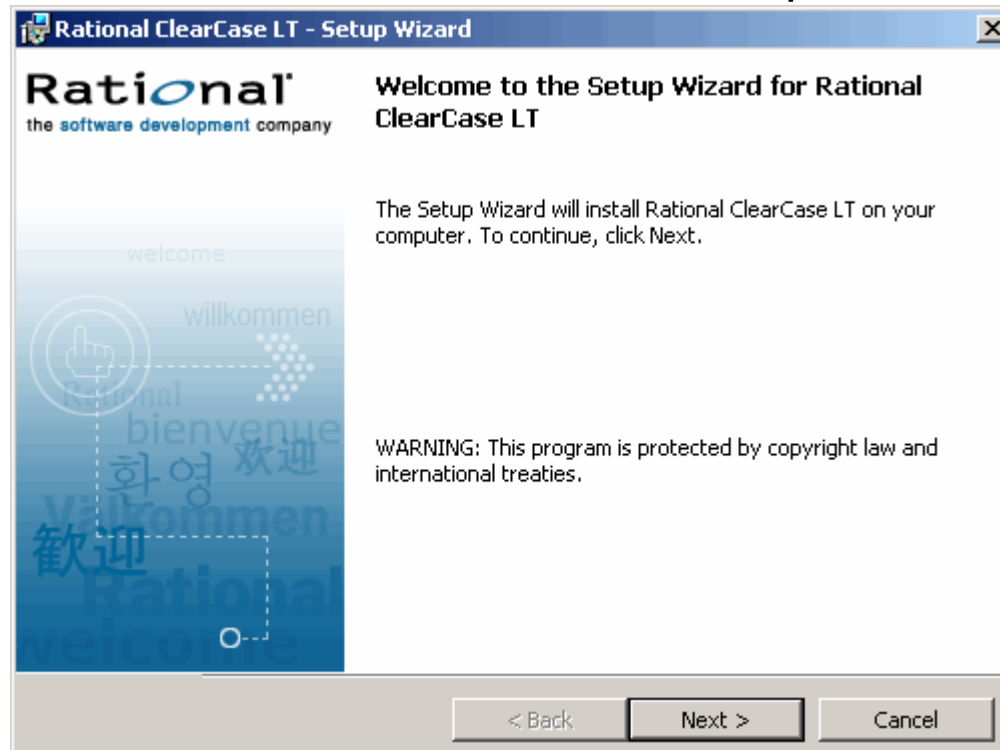 Rational ClearCase LT - Setup Wizard
Rational
the software development company
Welcome to the Setup Wizard for Rational
ClearCase LT
The Setup Wizard will install Rational ClearCase LT on your
computer. To continue, click Next.
welcome
willkommen
Rational
bienvenue
환영
欢迎
Välkommen
歓迎
Rational
welcome
WARNING: This program is protected by copyright law and
international treaties.
< Back
Next >
Cancel